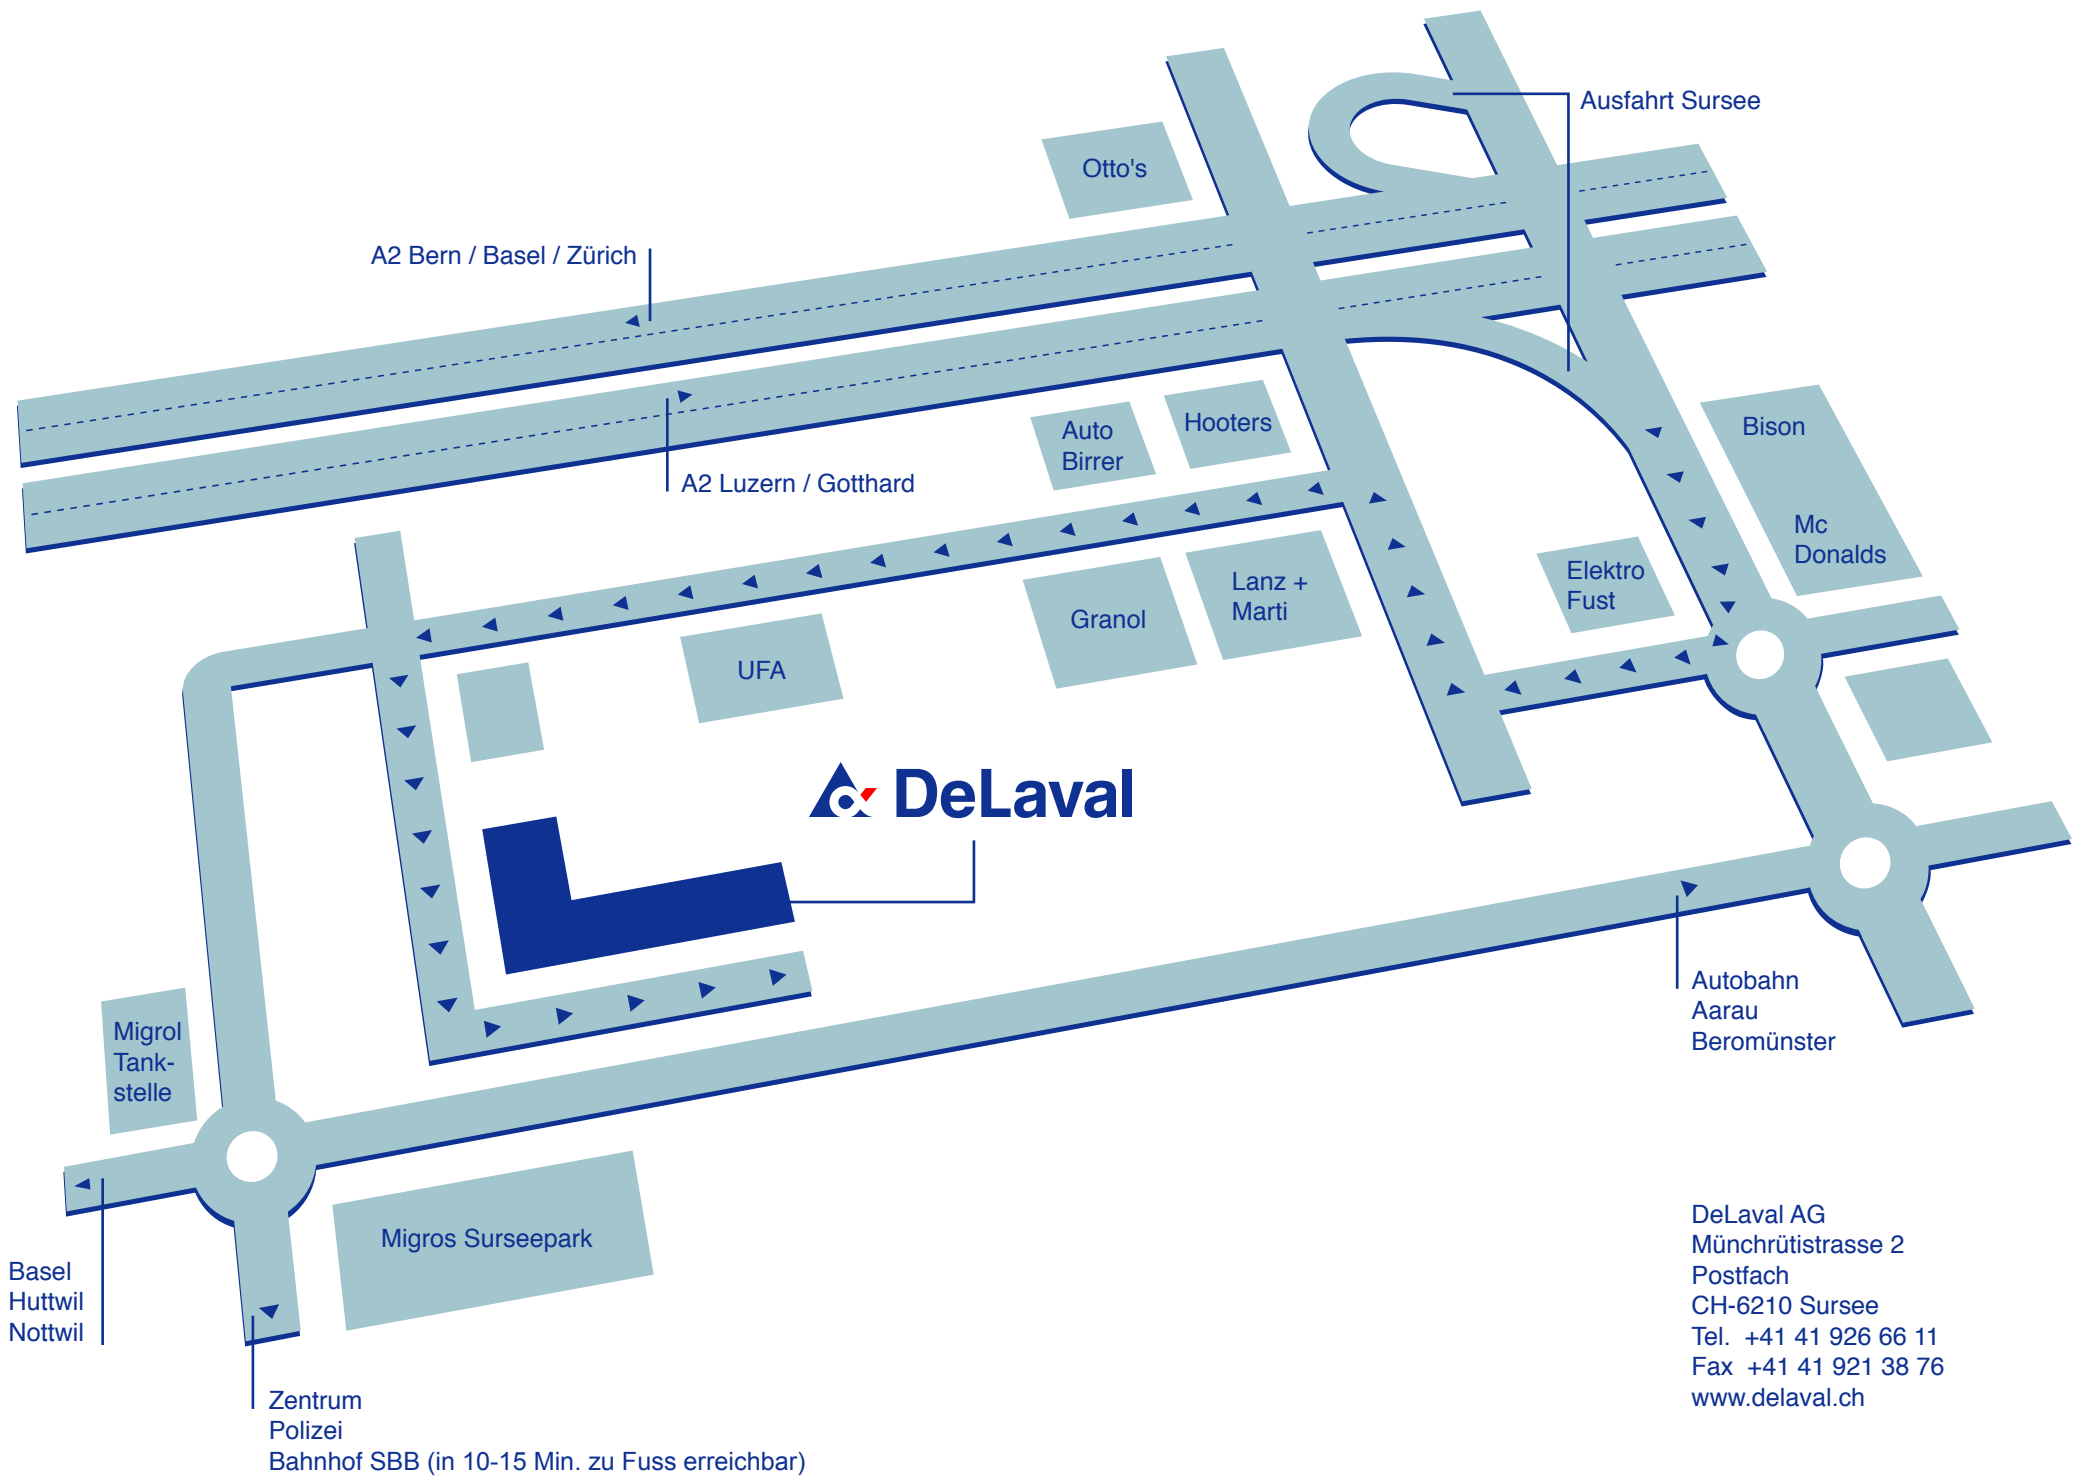 Ausfahrt Sursee
Otto's
A2 Bern / Basel / Zürich
A2 Luzern / Gotthard
Auto
Birrer
Hooters
Bison
Mc
Donalds
Elektro
Fust
Lanz +
Marti
Granol
UFA
DeLaval
Migrol
Tank-
stelle
Autobahn
Aarau
Beromünster
Migros Surseepark
Basel
Huttwil
Nottwil
Zentrum
Polizei
Bahnhof SBB (in 10-15 Min. zu Fuss erreichbar)
DeLaval AG
Münchrütistrasse 2
Postfach
CH-6210 Sursee
Tel.  +41 41 926 66 11
Fax  +41 41 921 38 76
www.delaval.ch